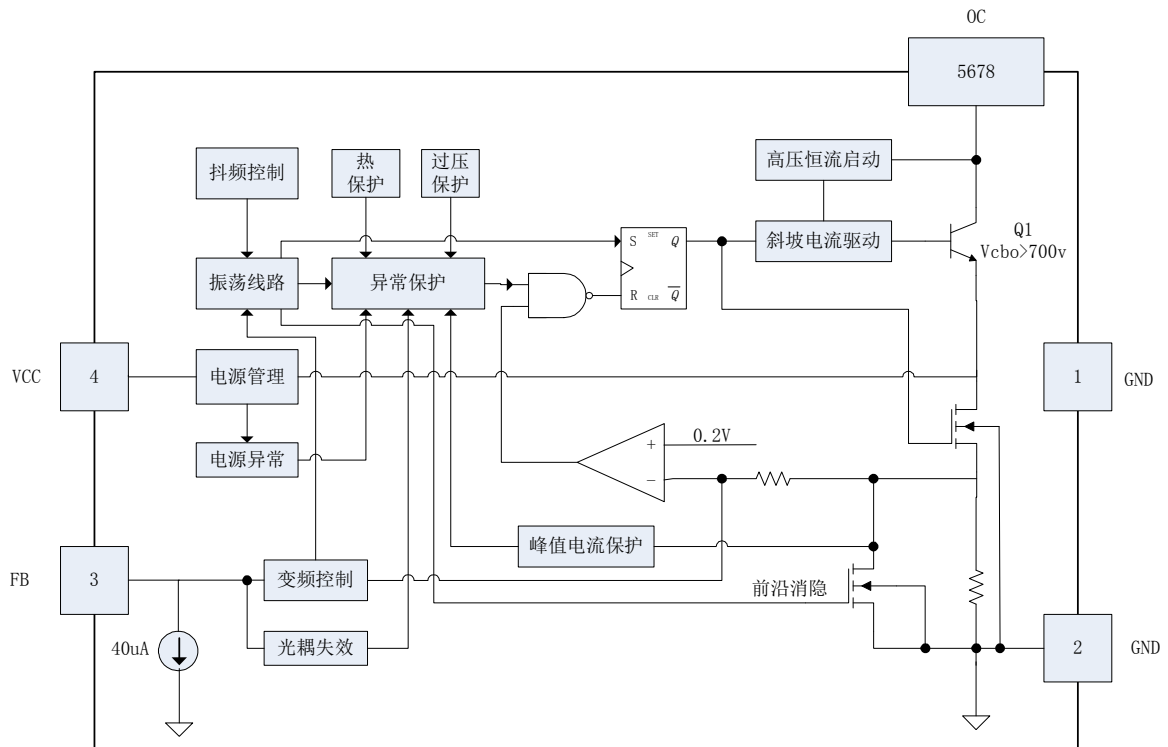 OC
5678
抖频控制
热
保护
过压
保护
高压恒流启动
S
SET
Q
R
CLR
Q
斜坡电流驱动
Q1
Vcbo>700v
振荡线路
异常保护
VCC
4
电源管理
1
GND
电源异常
+
0.2V
−
峰值电流保护
FB
3
变频控制
前沿消隐
40uA
光耦失效
2
GND